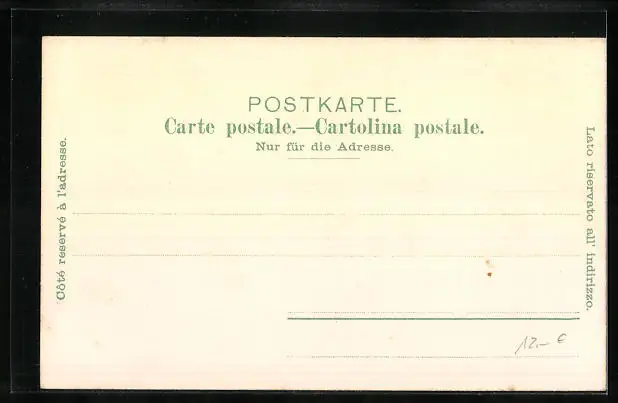 POSTKARTE.
Carte postale.—Cartolina postale.
Nur für die Adresse.
Côté reservé à l'adresse.
Lato riservato all' indirizzo.
12.- €